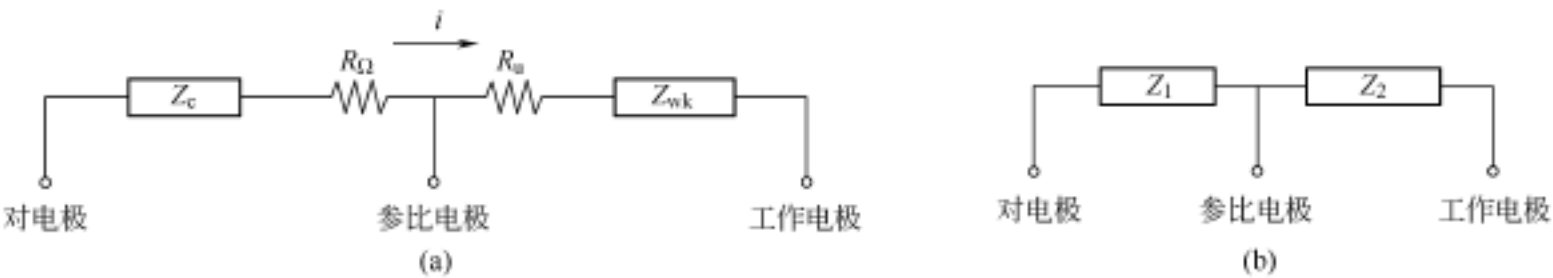 i
R_Ω R_u
Z_c Z_wk Z_1 Z_2
对电极 参比电极 工作电极 对电极 参比电极 工作电极
(a) (b)